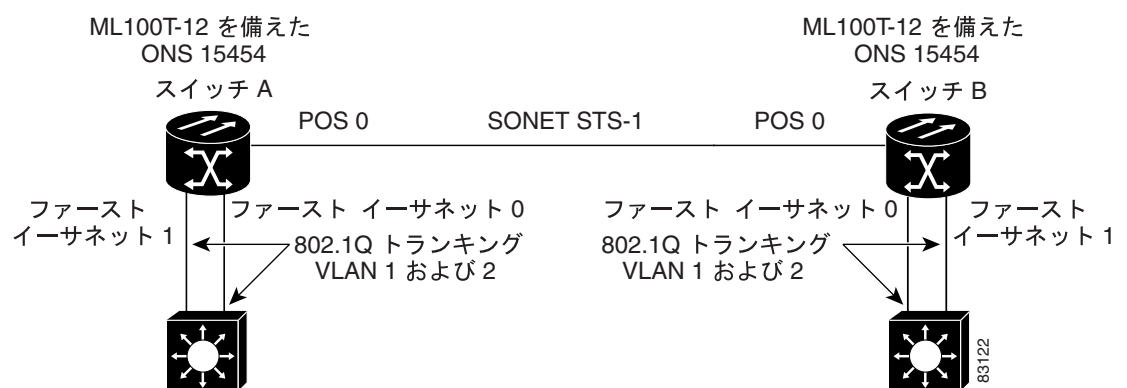 ML100T-12 を備えた
ONS 15454
スイッチ A
ML100T-12 を備えた
ONS 15454
スイッチ B
POS 0
SONET STS-1
POS 0
ファースト
イーサネット 1
ファースト イーサネット 0
802.1Q トランキング
VLAN 1 および 2
ファースト イーサネット 0
802.1Q トランキング
VLAN 1 および 2
ファースト
イーサネット 1
83122